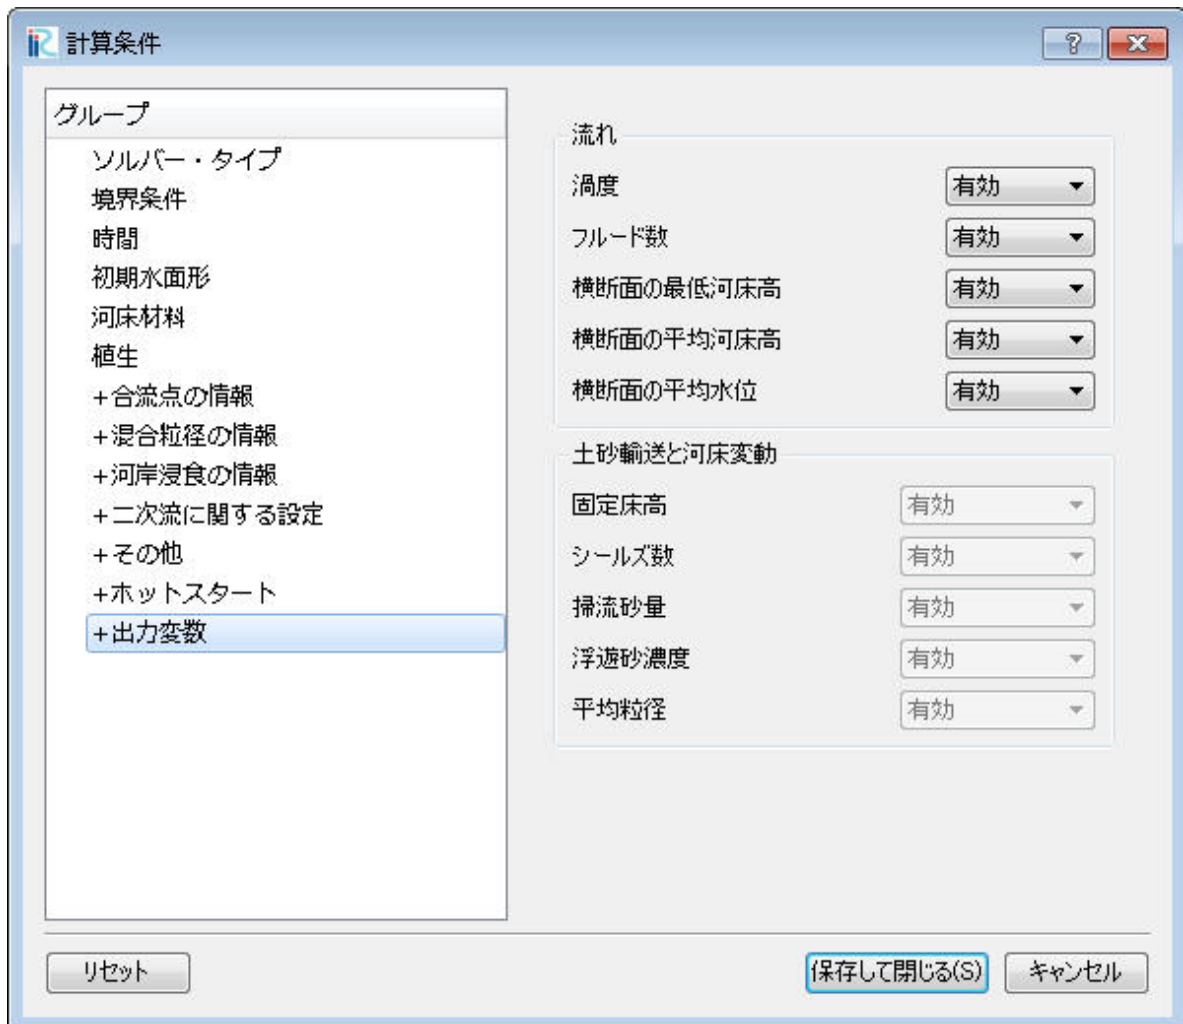 計算条件
グループ
ソルバー・タイプ
境界条件
時間
初期水面形
河床材料
植生
+合流点の情報
+混合粒径の情報
+河岸浸食の情報
+二次流に関する設定
+その他
+ホットスタート
+出力変数
流れ
渦度 有効
フルード数 有効
横断面の最低河床高 有効
横断面の平均河床高 有効
横断面の平均水位 有効
土砂輸送と河床変動
固定床高 有効
シールズ数 有効
掃流砂量 有効
浮遊砂濃度 有効
平均粒径 有効
リセット 保存して閉じる(S) キャンセル